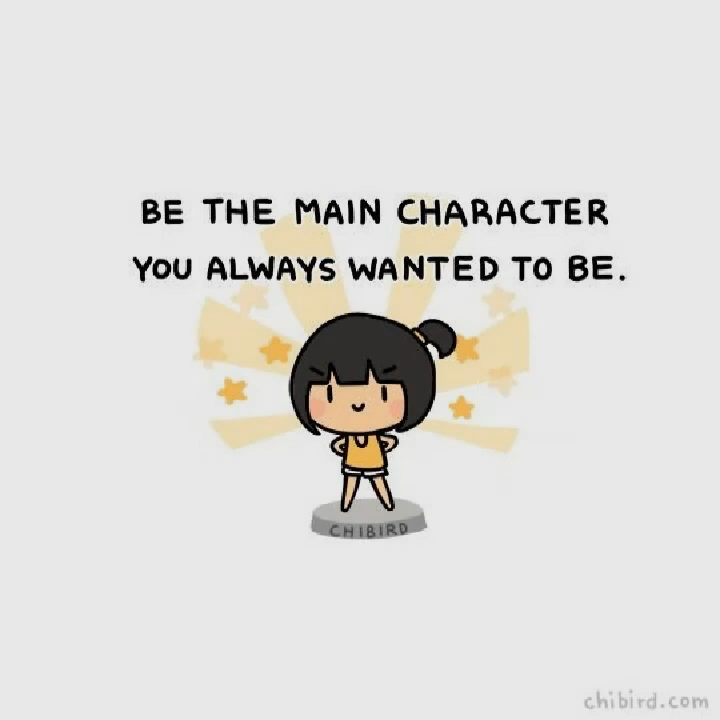 BE THE MAIN CHARACTER
YOU ALWAYS WANTED TO BE.
CHIBIRD
chibird.com